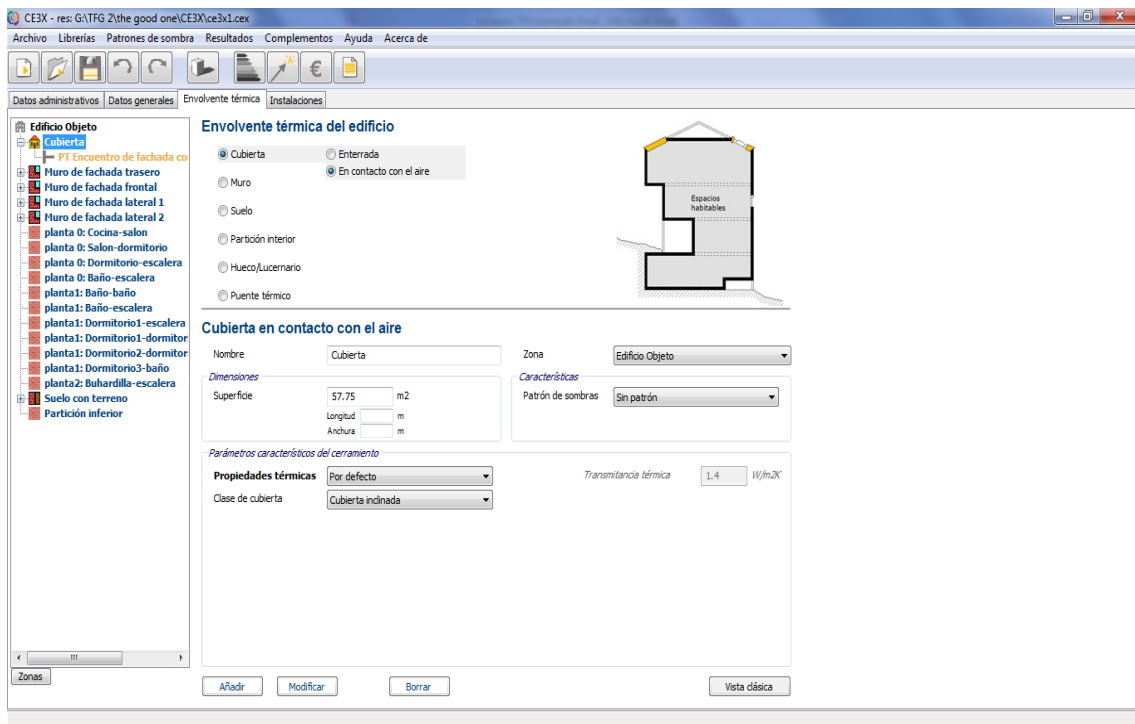 CE3X - res: G:\TFG 2\the good one\CE3X\ce3x1.cex
Archivo Librerías Patrones de sombra Resultados Complementos Ayuda Acerca de
Datos administrativos Datos generales Envolvente térmica Instalaciones
Edificio Objeto
Cubierta
PT Encuentro de fachada co
Muro de fachada trasero
Muro de fachada frontal
Muro de fachada lateral 1
Muro de fachada lateral 2
planta 0: Cocina-salon
planta 0: Salon-dormitorio
planta 0: Dormitorio-escalera
planta 0: Baño-escalera
planta1: Baño-baño
planta1: Baño-escalera
planta1: Dormitorio1-escalera
planta1: Dormitorio1-dormitor
planta1: Dormitorio2-dormitor
planta1: Dormitorio3-baño
planta2: Buhardilla-escalera
Suelo con terreno
Partición inferior
Zonas
Envolvente térmica del edificio
Cubierta Enterrada
En contacto con el aire
Muro
Suelo
Partición interior
Hueco/Lucernario
Puente térmico
Espacios
habitables
Cubierta en contacto con el aire
Nombre Cubierta Zona Edificio Objeto
Dimensiones Características
Superficie 57.75 m2 Patrón de sombras Sin patrón
Longitud m
Anchura m
Parámetros característicos del cerramiento
Propiedades térmicas Por defecto Transmitancia térmica 1.4 W/m2K
Clase de cubierta Cubierta inclinada
Añadir Modificar Borrar Vista clásica